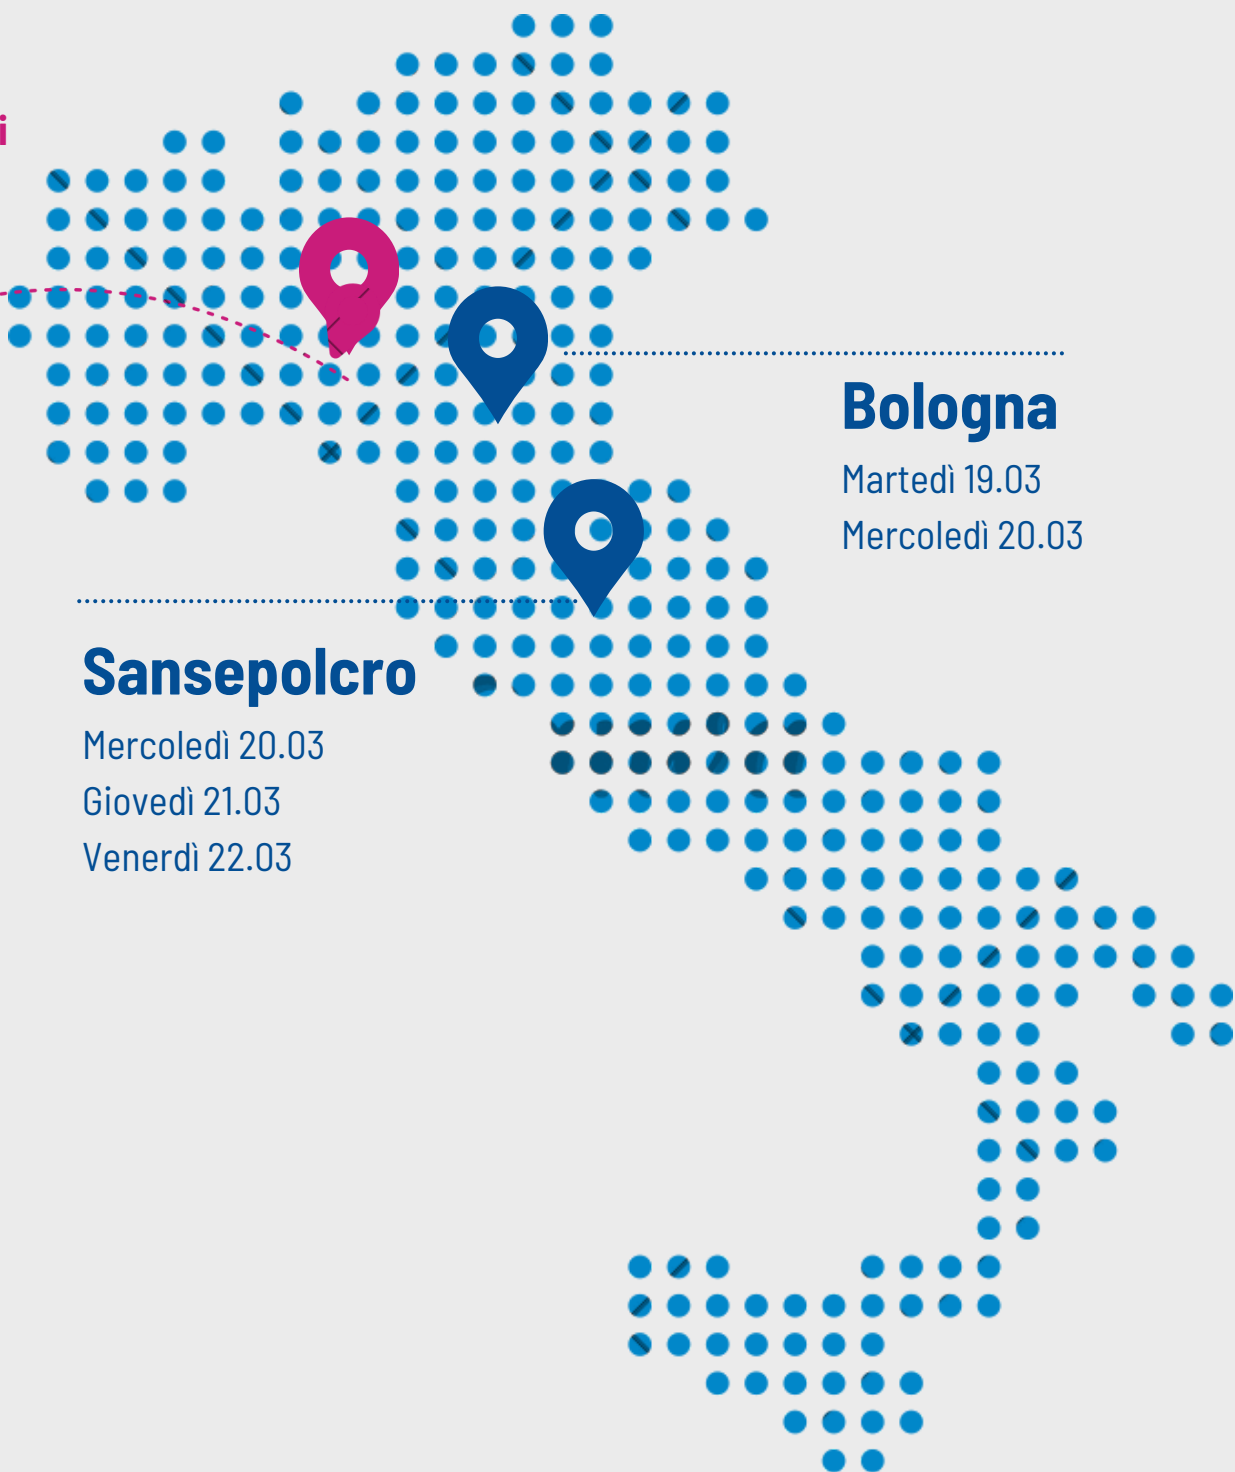 i
Bologna
Martedì 19.03
Mercoledì 20.03
Sansepolcro
Mercoledì 20.03
Giovedì 21.03
Venerdì 22.03